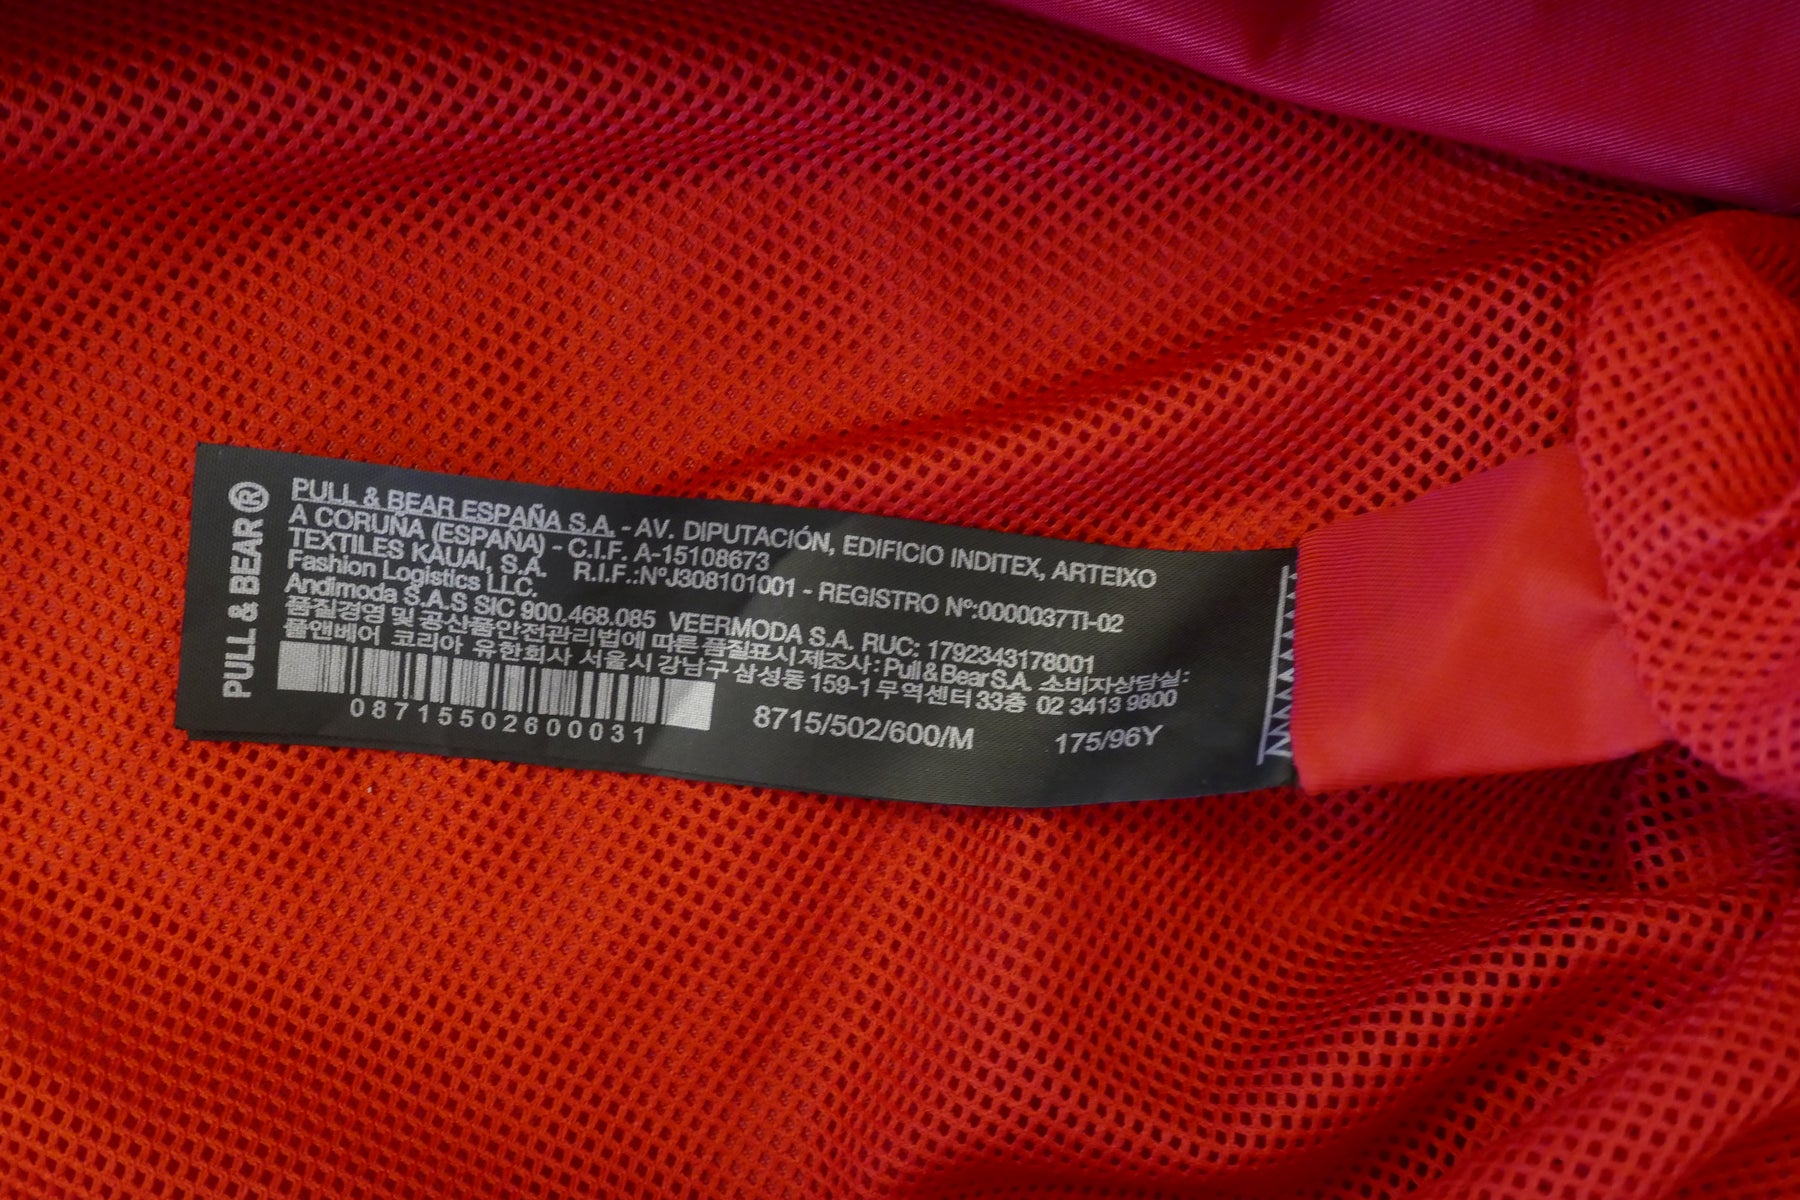 PULL & BEAR®
PULL & BEAR ESPAÑA S.A. - AV. DIPUTACIÓN, EDIFICIO INDITEX, ARTEIXO
A CORUÑA (ESPAÑA) - C.I.F. A-15108673
TEXTILES KAUAI, S.A. R.I.F.:NºJ308101001 - REGISTRO Nº:0000037TI-02
Fashion Logistics LLC.
Andimoda S.A.S SIC 900.468.085 VEERMODA S.A. RUC: 1792343178001
품질경영 및 공산품안전관리법에 따른 품질표시 제조사: Pull&Bear S.A. 소비자상담실:
풀앤베어 코리아 유한회사 서울시 강남구 삼성동 159-1 무역센터 33층 02 3413 9800
0871550260031
8715/502/600/M 175/96Y